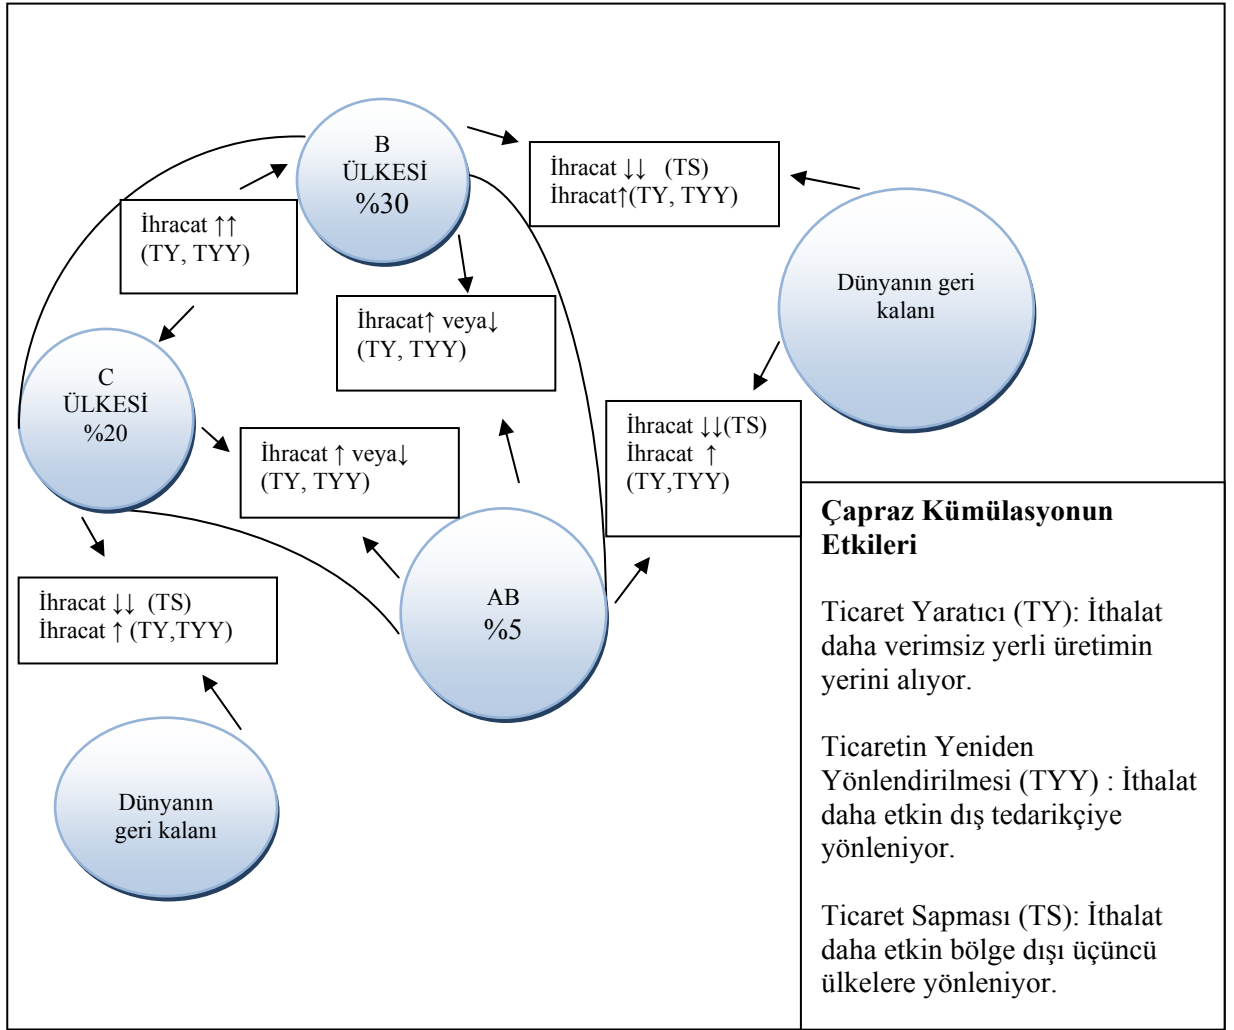 B
ÜLKESİ
%30
İhracat ↓↓ (TS)
İhracat↑(TY, TYY)
İhracat ↑↑
(TY, TYY)
Dünyanın geri
kalanı
İhracat↑ veya↓
(TY, TYY)
C
ÜLKESİ
%20
İhracat ↑ veya↓
(TY, TYY)
İhracat ↓↓(TS)
İhracat ↑
(TY,TYY)
AB
%5
İhracat ↓↓ (TS)
İhracat ↑ (TY,TYY)
Dünyanın
geri kalanı
Çapraz Kümülasyonun
Etkileri
Ticaret Yaratıcı (TY): İthalat
daha verimsiz yerli üretimin
yerini alıyor.
Ticaretin Yeniden
Yönlendirilmesi (TYY) : İthalat
daha etkin dış tedarikçiye
yönleniyor.
Ticaret Sapması (TS): İthalat
daha etkin bölge dışı üçüncü
ülkelere yönleniyor.